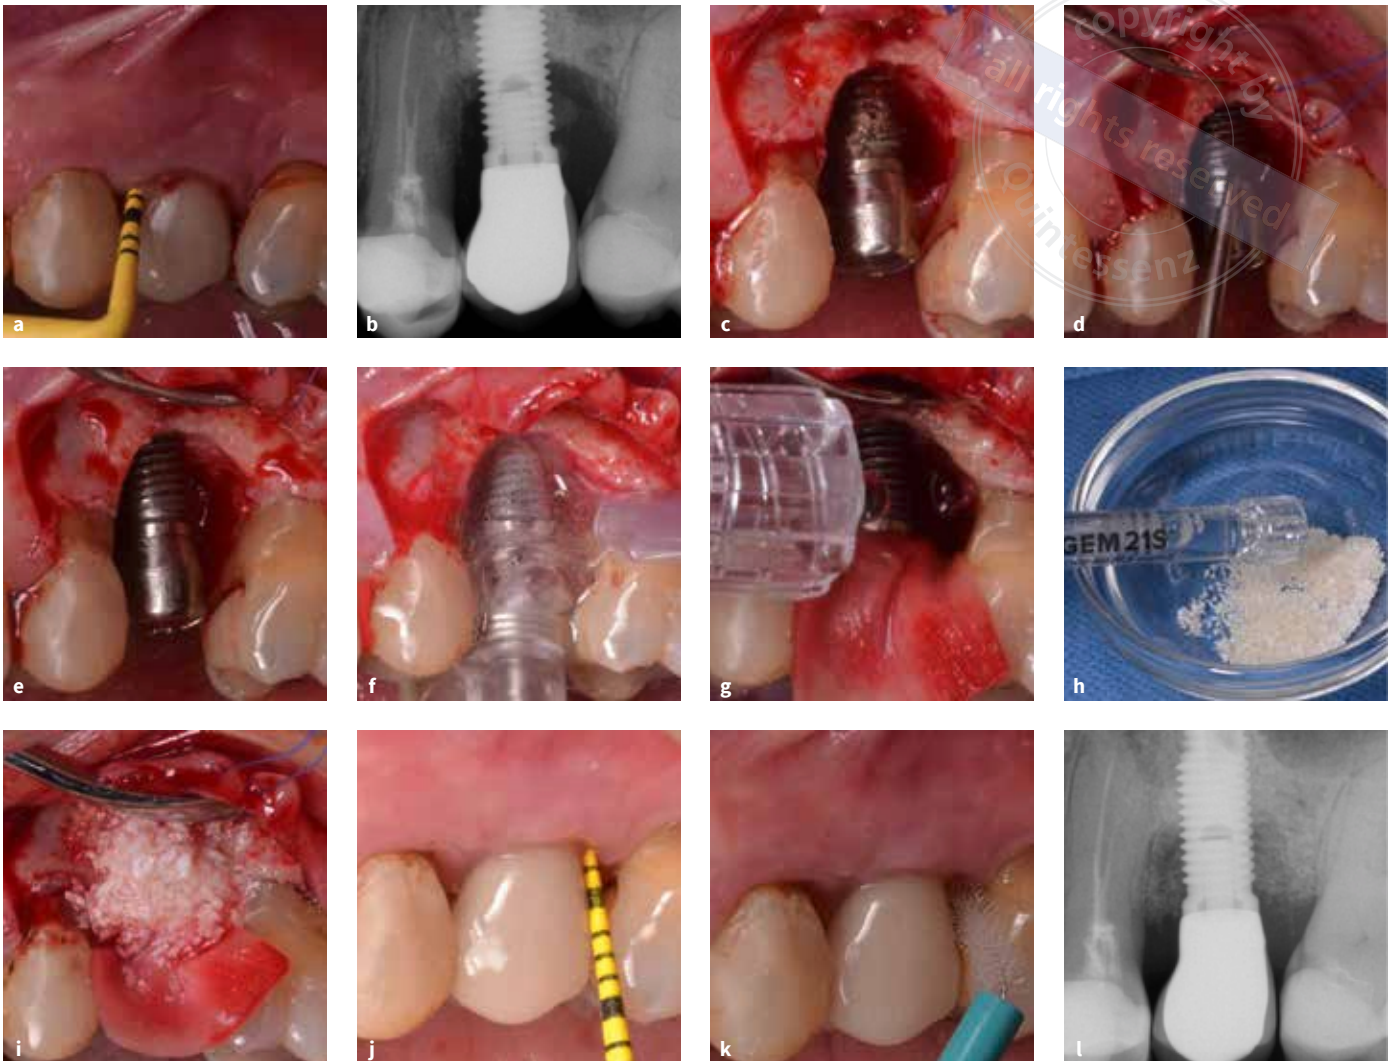 copyright by
all rights reserved
Quintessenz
a
b
c
d
e
f
g
GEM 21S
h
i
j
k
l